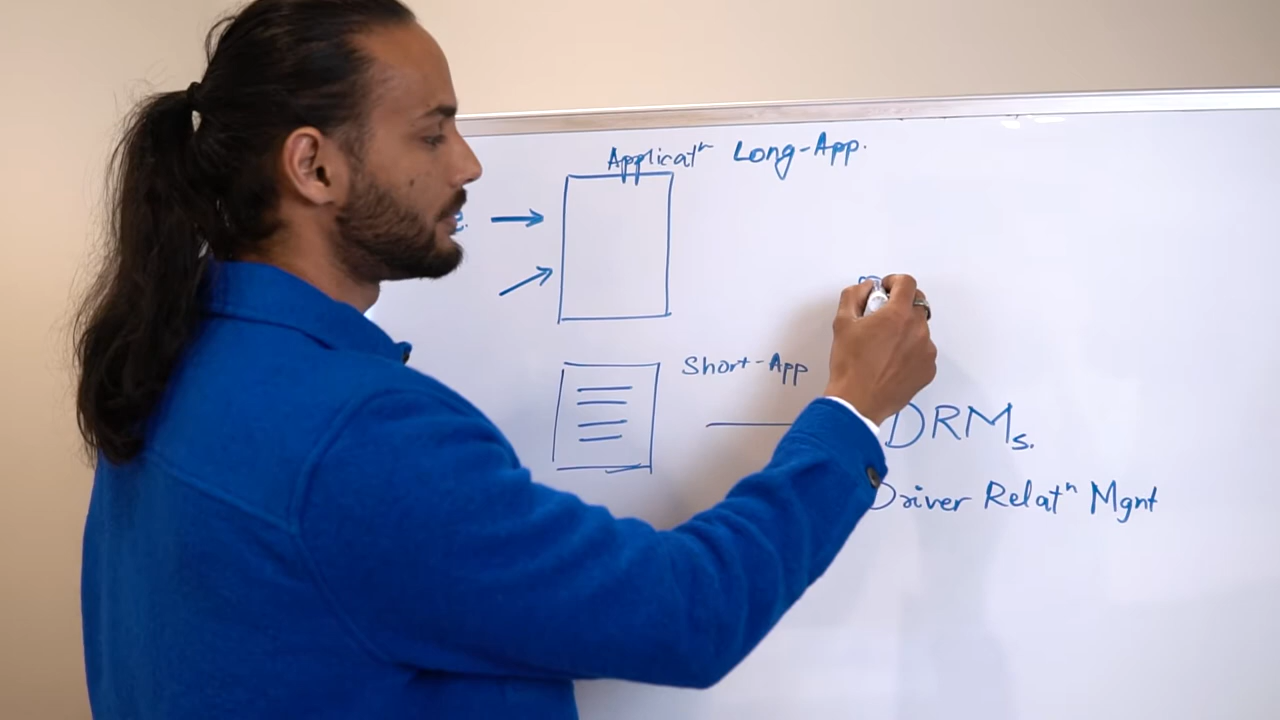 Applicatⁿ Long-App.
Short-App
DRMs.
Driver Relatⁿ Mgnt